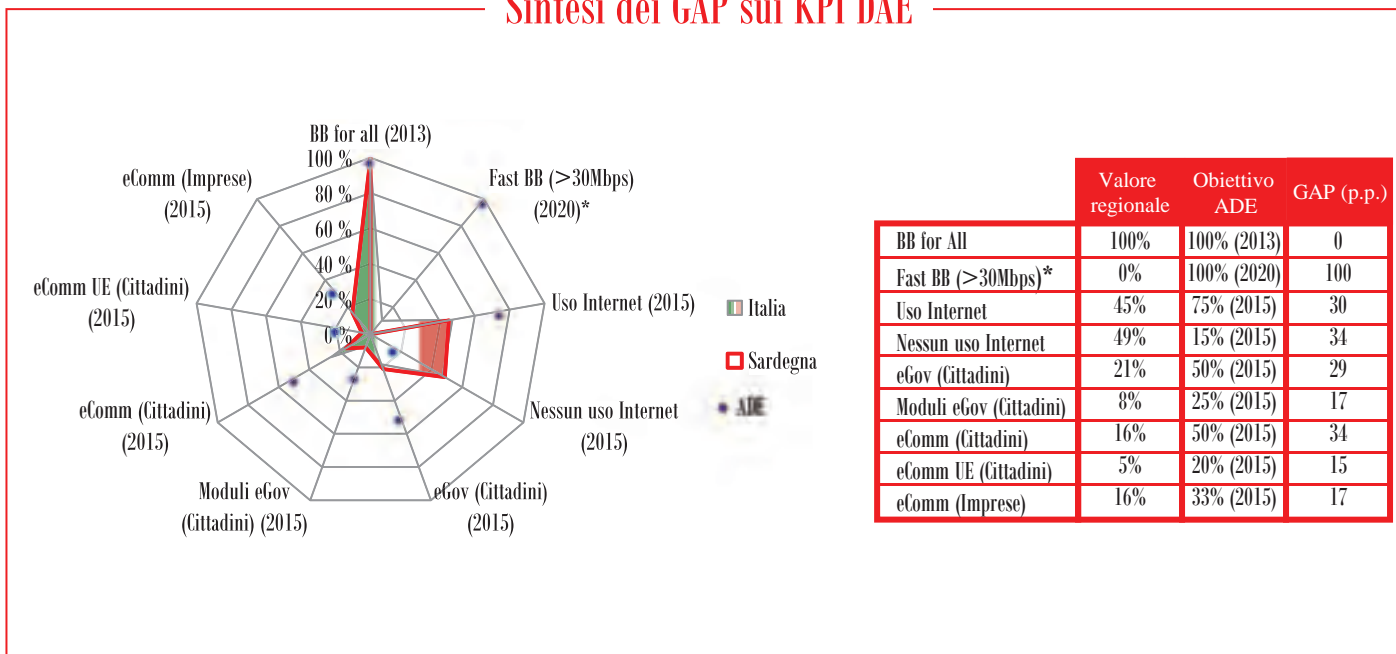 Sintesi dei GAP sui KPI DAE
BB for all (2013)
100 %
80 %
60 %
40 %
20 %
0 %
Fast BB (>30Mbps)
(2020)*
Uso Internet (2015)
Nessun uso Internet
(2015)
eGov (Cittadini)
(2015)
Moduli eGov
(Cittadini) (2015)
eComm (Cittadini)
(2015)
eComm UE (Cittadini)
(2015)
eComm (Imprese)
(2015)
Italia
Sardegna
ADE
Valore regionale Obiettivo ADE GAP (p.p.)
BB for All 100% 100% (2013) 0
Fast BB (>30Mbps)* 0% 100% (2020) 100
Uso Internet 45% 75% (2015) 30
Nessun uso Internet 49% 15% (2015) 34
eGov (Cittadini) 21% 50% (2015) 29
Moduli eGov (Cittadini) 8% 25% (2015) 17
eComm (Cittadini) 16% 50% (2015) 34
eComm UE (Cittadini) 5% 20% (2015) 15
eComm (Imprese) 16% 33% (2015) 17